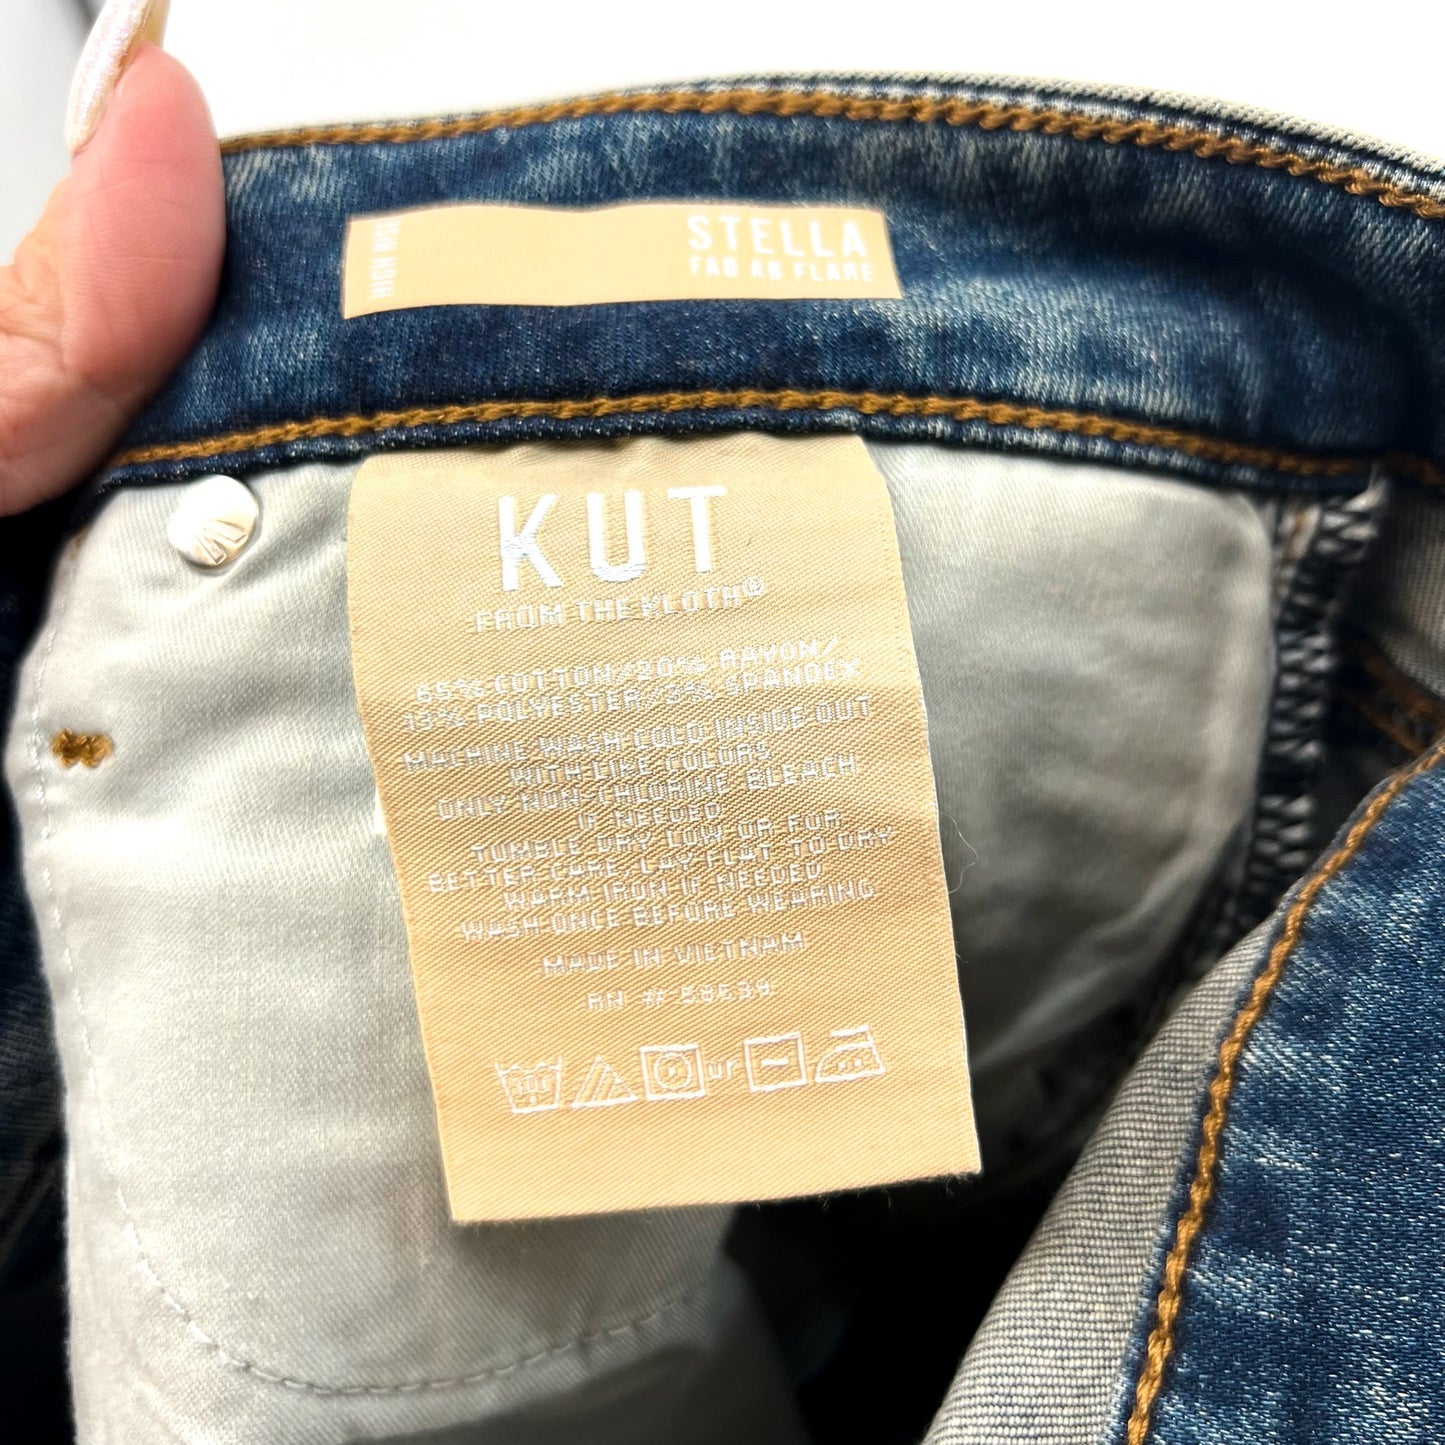 HIGH RISE
STELLA
FAB AB FLARE
KUT
FROM THE KLOTH®
65% COTTON/20% RAYON/
13% POLYESTER/2% SPANDEX
MACHINE WASH COLD INSIDE OUT
WITH LIKE COLORS
ONLY NON-CHLORINE BLEACH
IF NEEDED
TUMBLE DRY LOW OR FOR
BETTER CARE, LAY FLAT TO DRY
WARM IRON IF NEEDED
WASH ONCE BEFORE WEARING
MADE IN VIETNAM
RN #
or